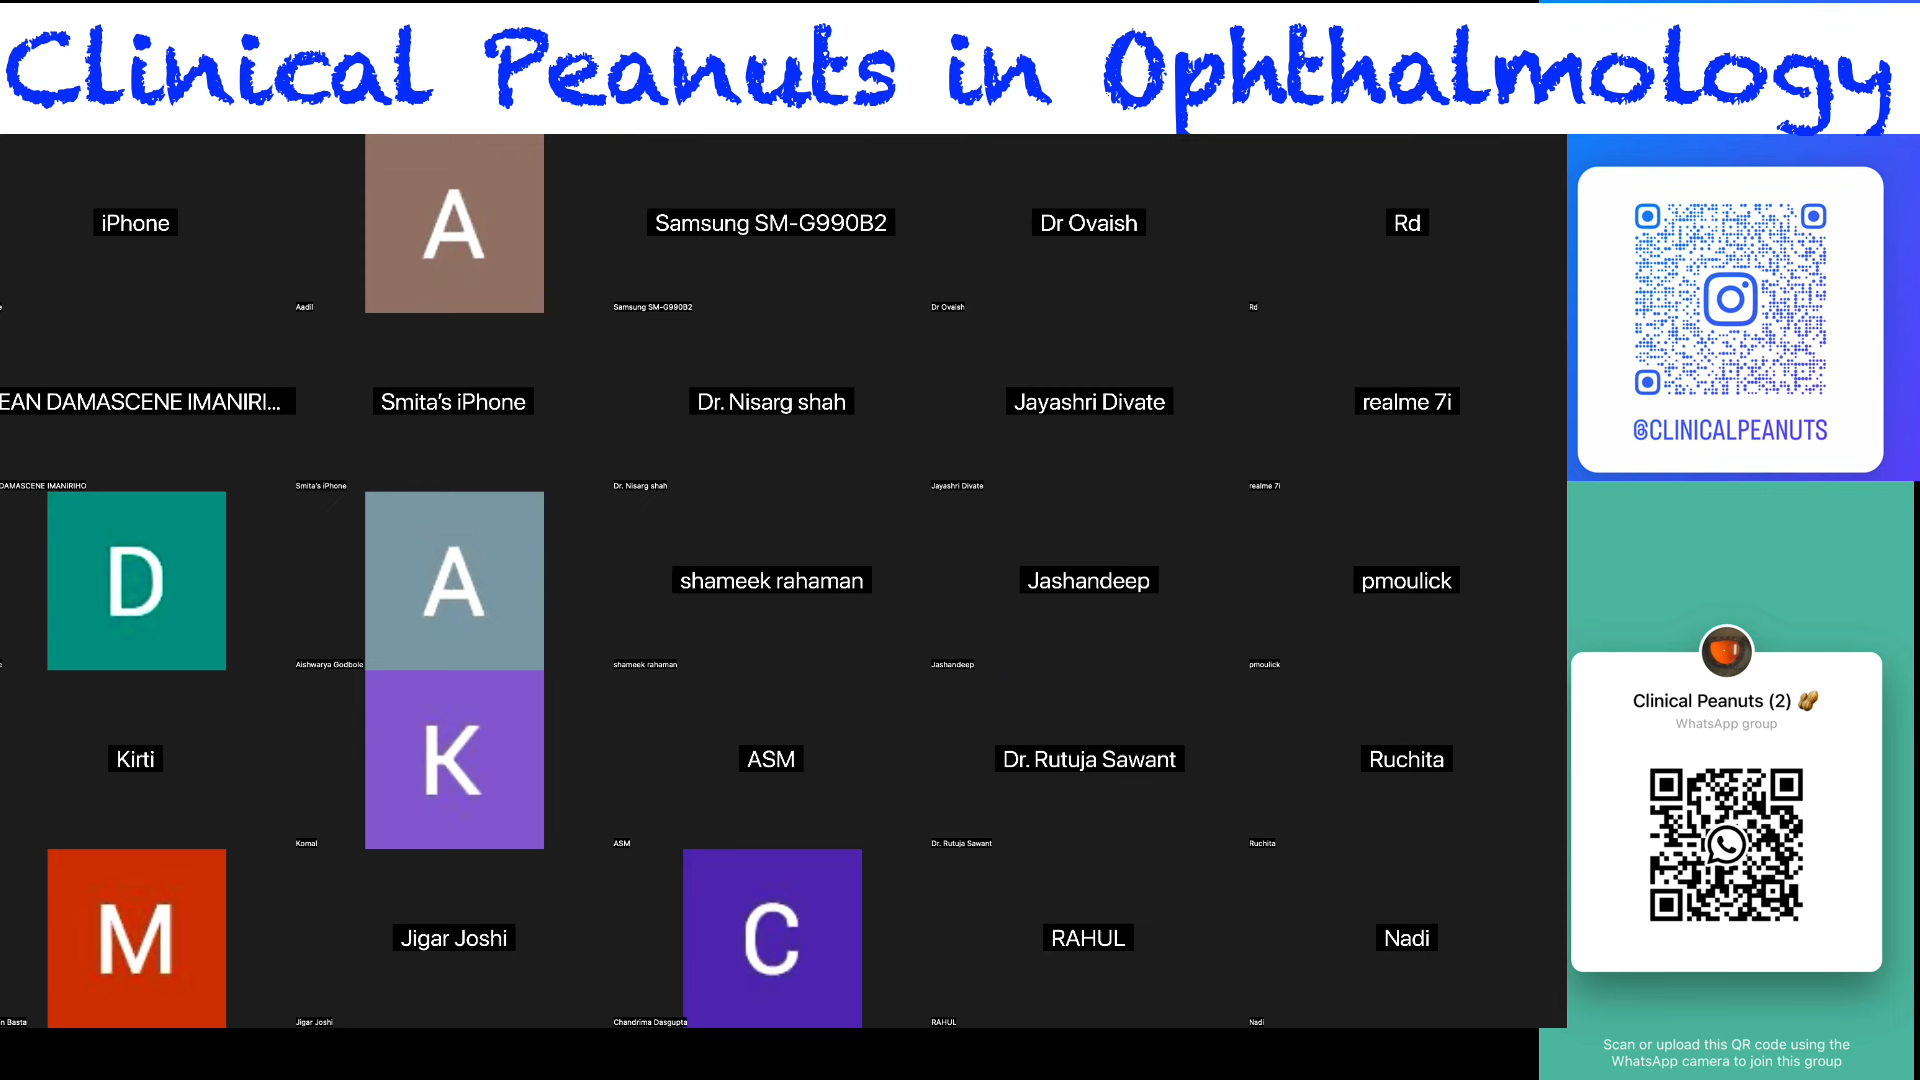 Clinical Peanuts in Ophthalmology
iPhone
A
Samsung SM-G990B2
Dr Ovaish
Rd
e
Aadil
Samsung SM-G990B2
Dr Ovaish
Rd
EAN DAMASCENE IMANIRI...
Smita's iPhone
Dr. Nisarg shah
Jayashri Divate
realme 7i
DAMASCENE IMANIRIHO
Smita's iPhone
Dr. Nisarg shah
Jayashri Divate
realme 7i
D
A
shameek rahaman
Jashandeep
pmoulick
e
Aishwarya Godbole
shameek rahaman
Jashandeep
pmoulick
Kirti
K
ASM
Dr. Rutuja Sawant
Ruchita
Komal
ASM
Dr. Rutuja Sawant
Ruchita
M
Jigar Joshi
C
RAHUL
Nadi
n Basta
Jigar Joshi
Chandrima Dasgupta
RAHUL
Nadi
@CLINICALPEANUTS
Clinical Peanuts (2) 🥜
WhatsApp group
Scan or upload this QR code using the
WhatsApp camera to join this group